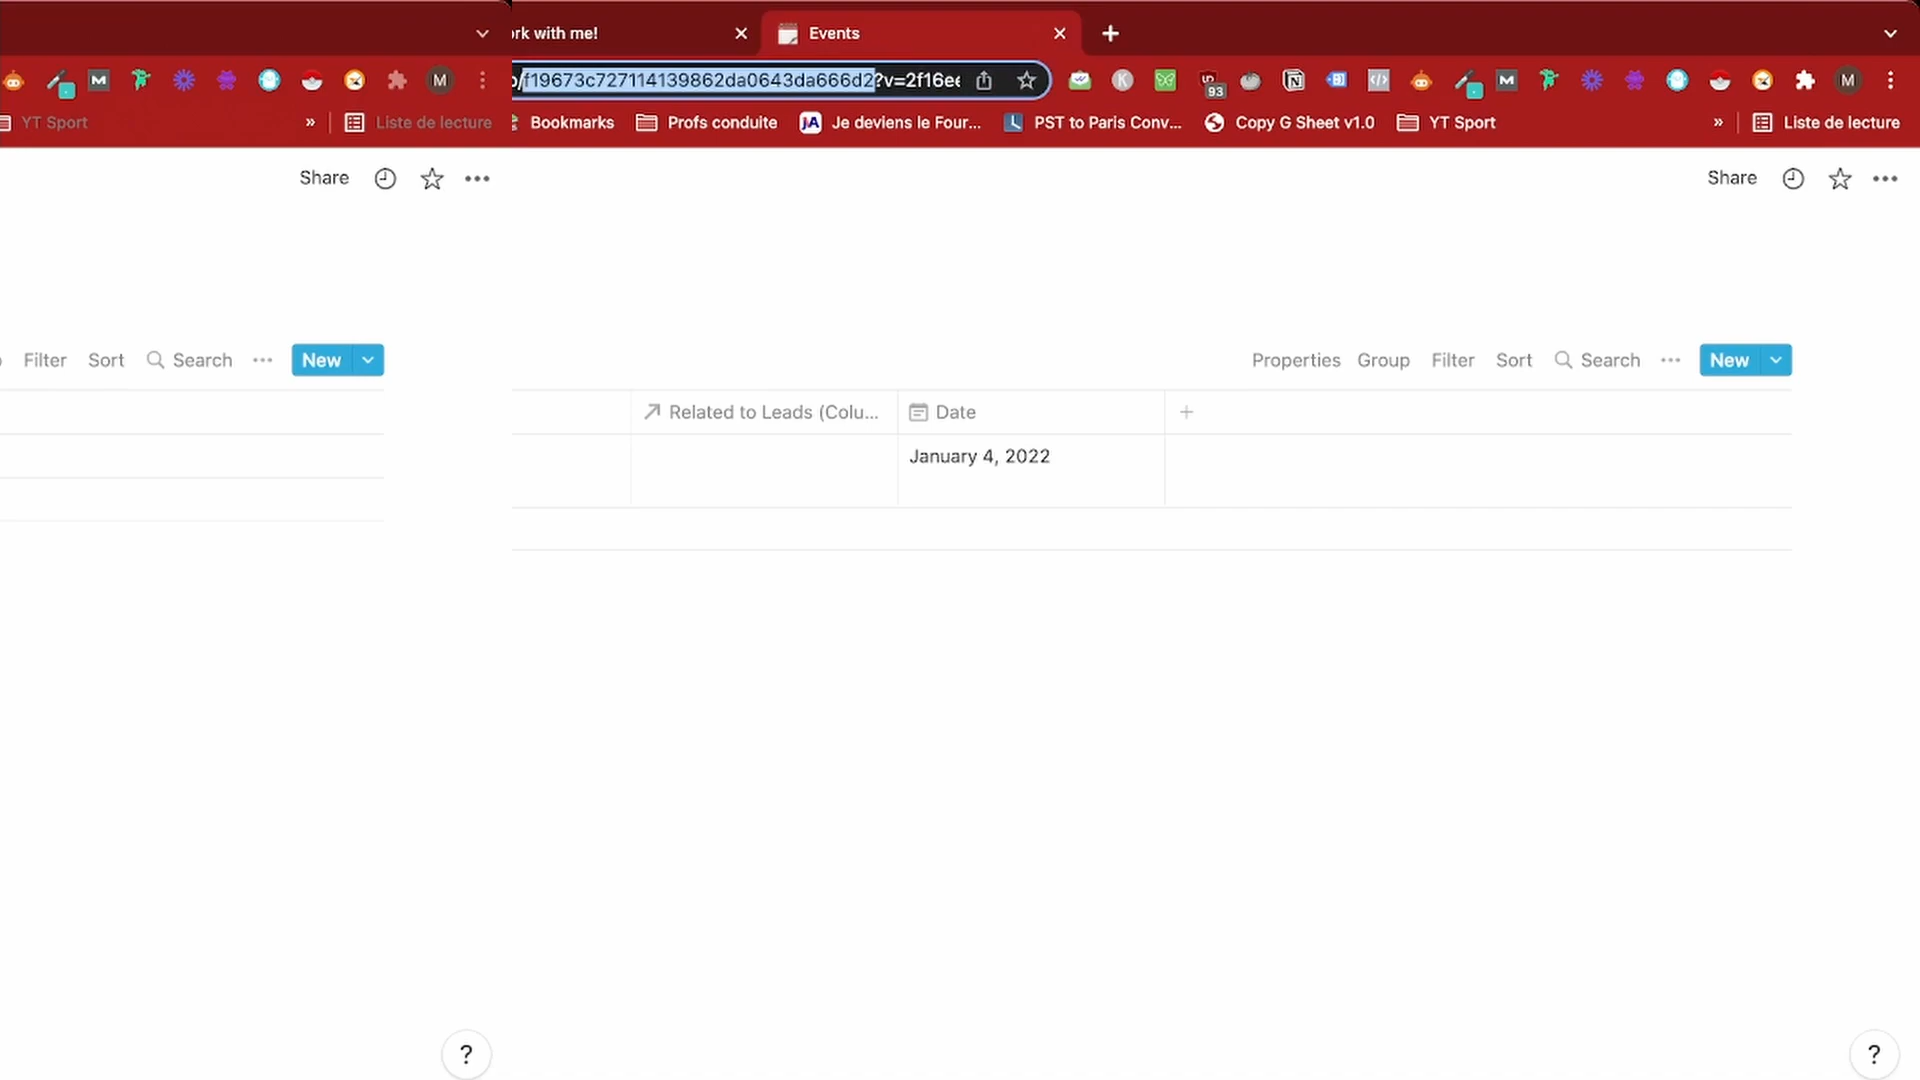 ork with me!
Events
M
M
/f19673c727114139862da0643da666d2?v=2f16e
K
93
M
M
YT Sport
»
Liste de lecture
Bookmarks
Profs conduite
jA
Je deviens le Four...
PST to Paris Conv...
Copy G Sheet v1.0
YT Sport
»
Liste de lecture
Share
Share
Filter
Sort
Search
New
Properties
Group
Filter
Sort
Search
New
Related to Leads (Colu...
Date
January 4, 2022
?
?